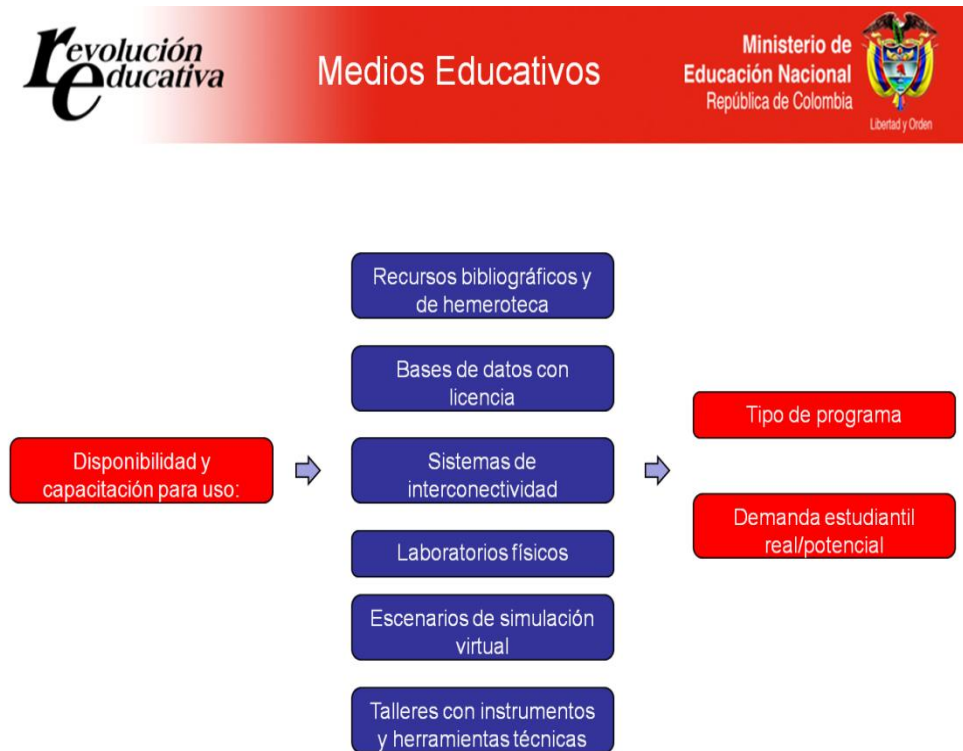 revolución
educativa
Medios Educativos
Ministerio de
Educación Nacional
República de Colombia
Libertad y Orden
Disponibilidad y
capacitación para uso:
Recursos bibliográficos y
de hemeroteca
Bases de datos con
licencia
Sistemas de
interconectividad
Laboratorios físicos
Escenarios de simulación
virtual
Talleres con instrumentos
y herramientas técnicas
Tipo de programa
Demanda estudiantil
real/potencial